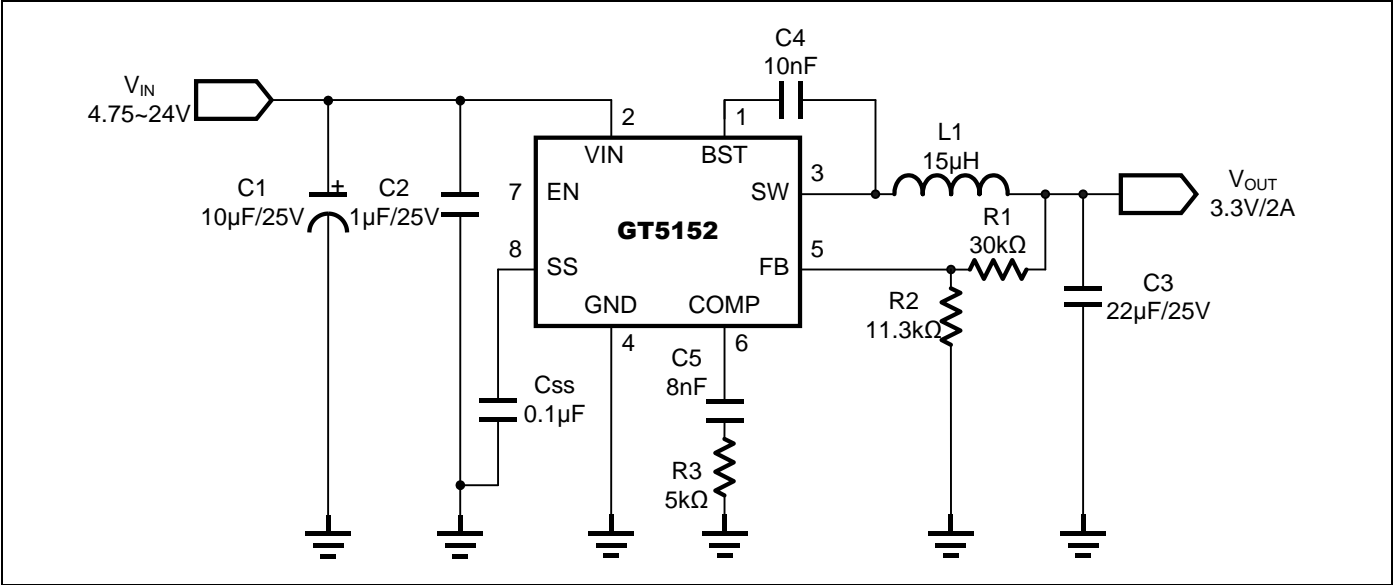 C4
10nF
V_IN
4.75~24V
2
1
L1
15µH
VIN
BST
C1
10µF/25V
+
C2
1µF/25V
7
EN
SW
3
V_OUT
3.3V/2A
GT5152
R1
30kΩ
8
SS
FB
5
C3
22µF/25V
GND
COMP
R2
11.3kΩ
4
6
C5
8nF
Css
0.1µF
R3
5kΩ